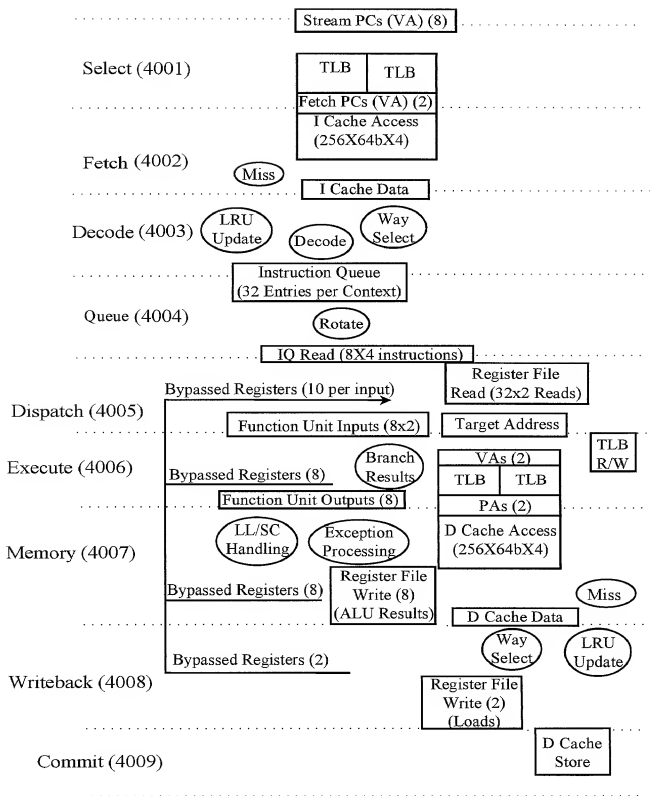 Stream PCs (VA) (8)
Select (4001)
TLB TLB
Fetch PCs (VA) (2)
I Cache Access
(256X64bX4)
Fetch (4002)
Miss
I Cache Data
Decode (4003)
LRU
Update
Decode
Way
Select
Instruction Queue
(32 Entries per Context)
Queue (4004)
Rotate
IQ Read (8X4 instructions)
Register File
Read (32x2 Reads)
Bypassed Registers (10 per input)
Dispatch (4005)
Function Unit Inputs (8x2)
Target Address
TLB
R/W
Execute (4006)
Branch
Results
VAs (2)
TLB TLB
Bypassed Registers (8)
Function Unit Outputs (8)
PAs (2)
D Cache Access
(256X64bX4)
Memory (4007)
LL/SC
Handling
Exception
Processing
Bypassed Registers (8)
Register File
Write (8)
(ALU Results)
Miss
D Cache Data
Way
Select
LRU
Update
Bypassed Registers (2)
Writeback (4008)
Register File
Write (2)
(Loads)
Commit (4009)
D Cache
Store